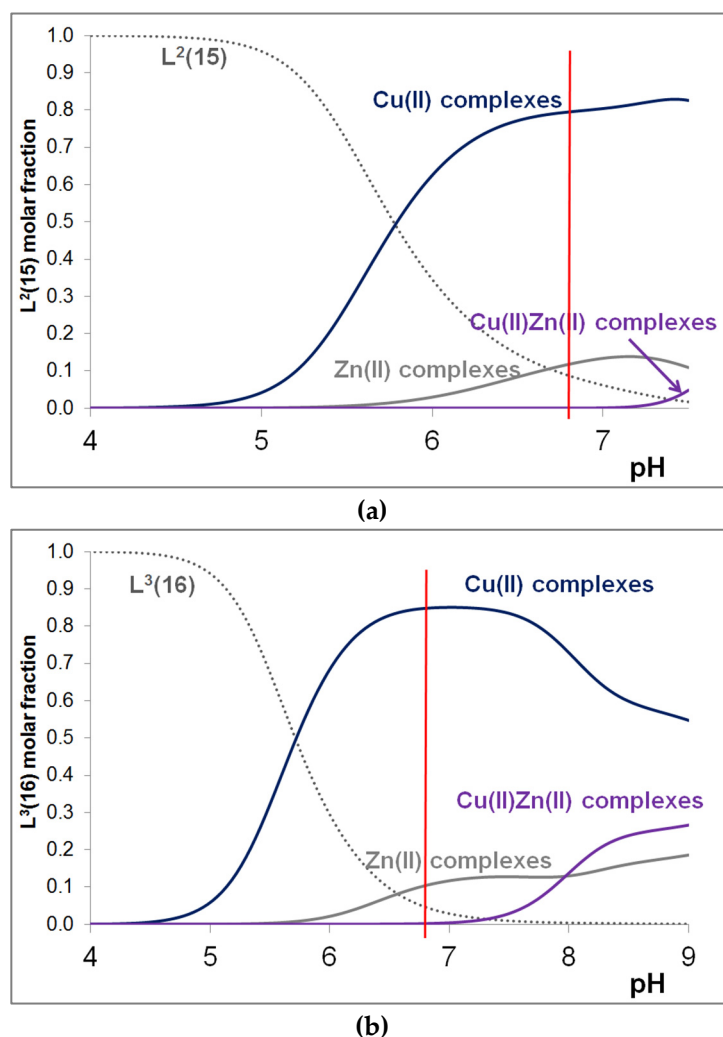 L²(15) molar fraction
1.0
0.9
0.8
0.7
0.6
0.5
0.4
0.3
0.2
0.1
0.0
L²(15)
Cu(II) complexes
Cu(II)Zn(II) complexes
Zn(II) complexes
4 5 6 7
pH
(a)
L³(16) molar fraction
1.0
0.9
0.8
0.7
0.6
0.5
0.4
0.3
0.2
0.1
0.0
L³(16)
Cu(II) complexes
Cu(II)Zn(II) complexes
Zn(II) complexes
4 5 6 7 8 9
pH
(b)